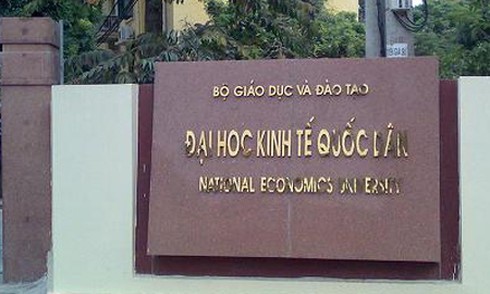 BỘ GIÁO DỤC VÀ ĐÀO TẠO
ĐẠI HỌC KINH TẾ QUỐC DÂN
NATIONAL ECONOMICS UNIVERSITY